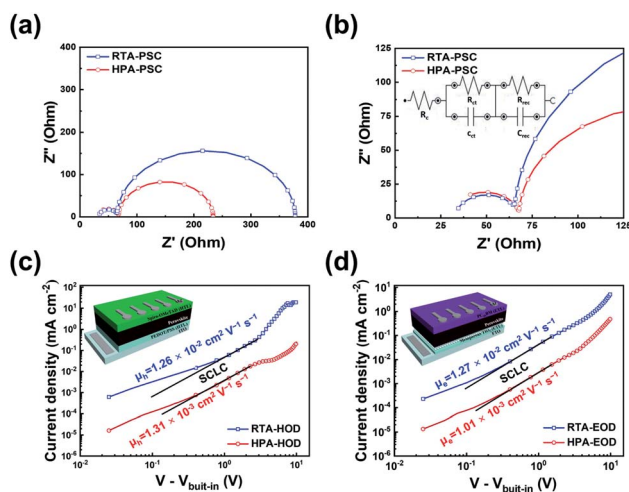 (a)
400
300
200
100
0
Z'' (Ohm)
RTA-PSC
HPA-PSC
0 100 200 300 400
Z' (Ohm)
(b)
125
100
75
50
25
0
Z'' (Ohm)
RTA-PSC
HPA-PSC
Rc
Rct
Rrec
Cct
Crec
0 25 50 75 100 125
Z' (Ohm)
(c)
10²
10¹
10⁰
10⁻¹
10⁻²
10⁻³
10⁻⁴
10⁻⁵
10⁻⁶
Current density (mA cm⁻²)
Perovskite
μh=1.26 × 10⁻² cm² V⁻¹ s⁻¹
SCLC
μh=1.31 × 10⁻³ cm² V⁻¹ s⁻¹
RTA-HOD
HPA-HOD
10⁻² 10⁻¹ 10⁰ 10¹
V - Vbuit-in (V)
(d)
10¹
10⁰
10⁻¹
10⁻²
10⁻³
10⁻⁴
10⁻⁵
10⁻⁶
Current density (mA cm⁻²)
Perovskite
μe=1.27 × 10⁻² cm² V⁻¹ s⁻¹
SCLC
μe=1.01 × 10⁻³ cm² V⁻¹ s⁻¹
RTA-EOD
HPA-EOD
10⁻² 10⁻¹ 10⁰ 10¹
V - Vbuit-in (V)